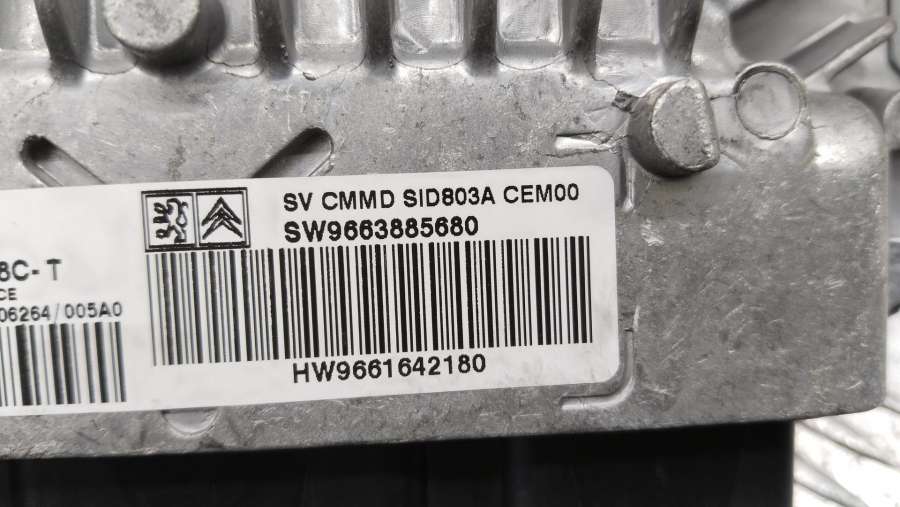 SV CMMD SID803A CEM00
SW9663885680
HW9661642180
8C-T
CE
06264/005A0